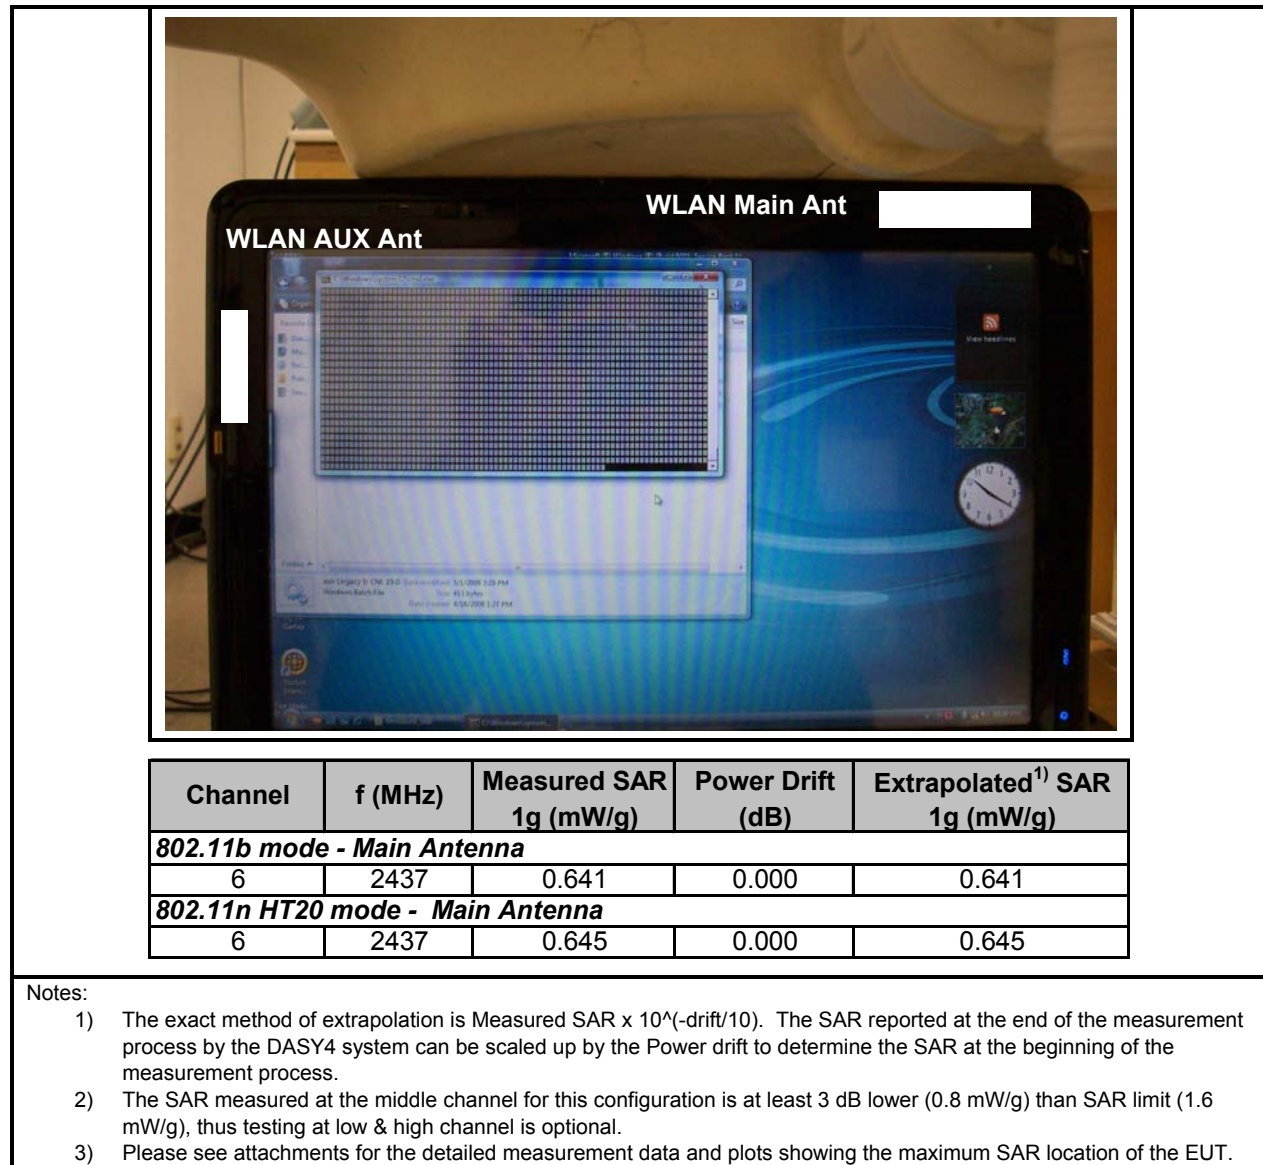 WLAN Main Ant
WLAN AUX Ant
View headlines
Channel f (MHz) Measured SAR 1g (mW/g) Power Drift (dB) Extrapolated1) SAR 1g (mW/g)
802.11b mode - Main Antenna
6 2437 0.641 0.000 0.641
802.11n HT20 mode - Main Antenna
6 2437 0.645 0.000 0.645
Notes:
1) The exact method of extrapolation is Measured SAR x 10^(-drift/10). The SAR reported at the end of the measurement
process by the DASY4 system can be scaled up by the Power drift to determine the SAR at the beginning of the
measurement process.
2) The SAR measured at the middle channel for this configuration is at least 3 dB lower (0.8 mW/g) than SAR limit (1.6
mW/g), thus testing at low & high channel is optional.
3) Please see attachments for the detailed measurement data and plots showing the maximum SAR location of the EUT.